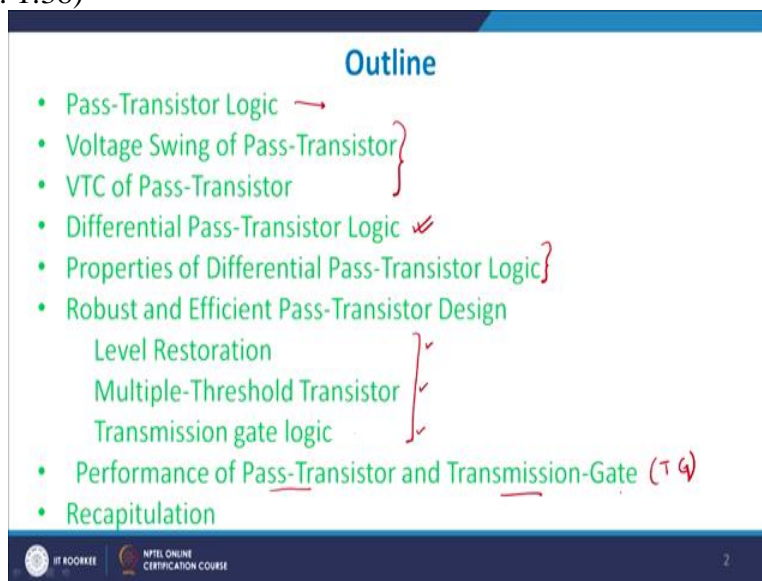 : 1:58)
Outline
• Pass-Transistor Logic
• Voltage Swing of Pass-Transistor
• VTC of Pass-Transistor
• Differential Pass-Transistor Logic
• Properties of Differential Pass-Transistor Logic
• Robust and Efficient Pass-Transistor Design
Level Restoration
Multiple-Threshold Transistor
Transmission gate logic
• Performance of Pass-Transistor and Transmission-Gate (TG)
• Recapitulation
IIT ROORKEE NPTEL ONLINE
CERTIFICATION COURSE
2